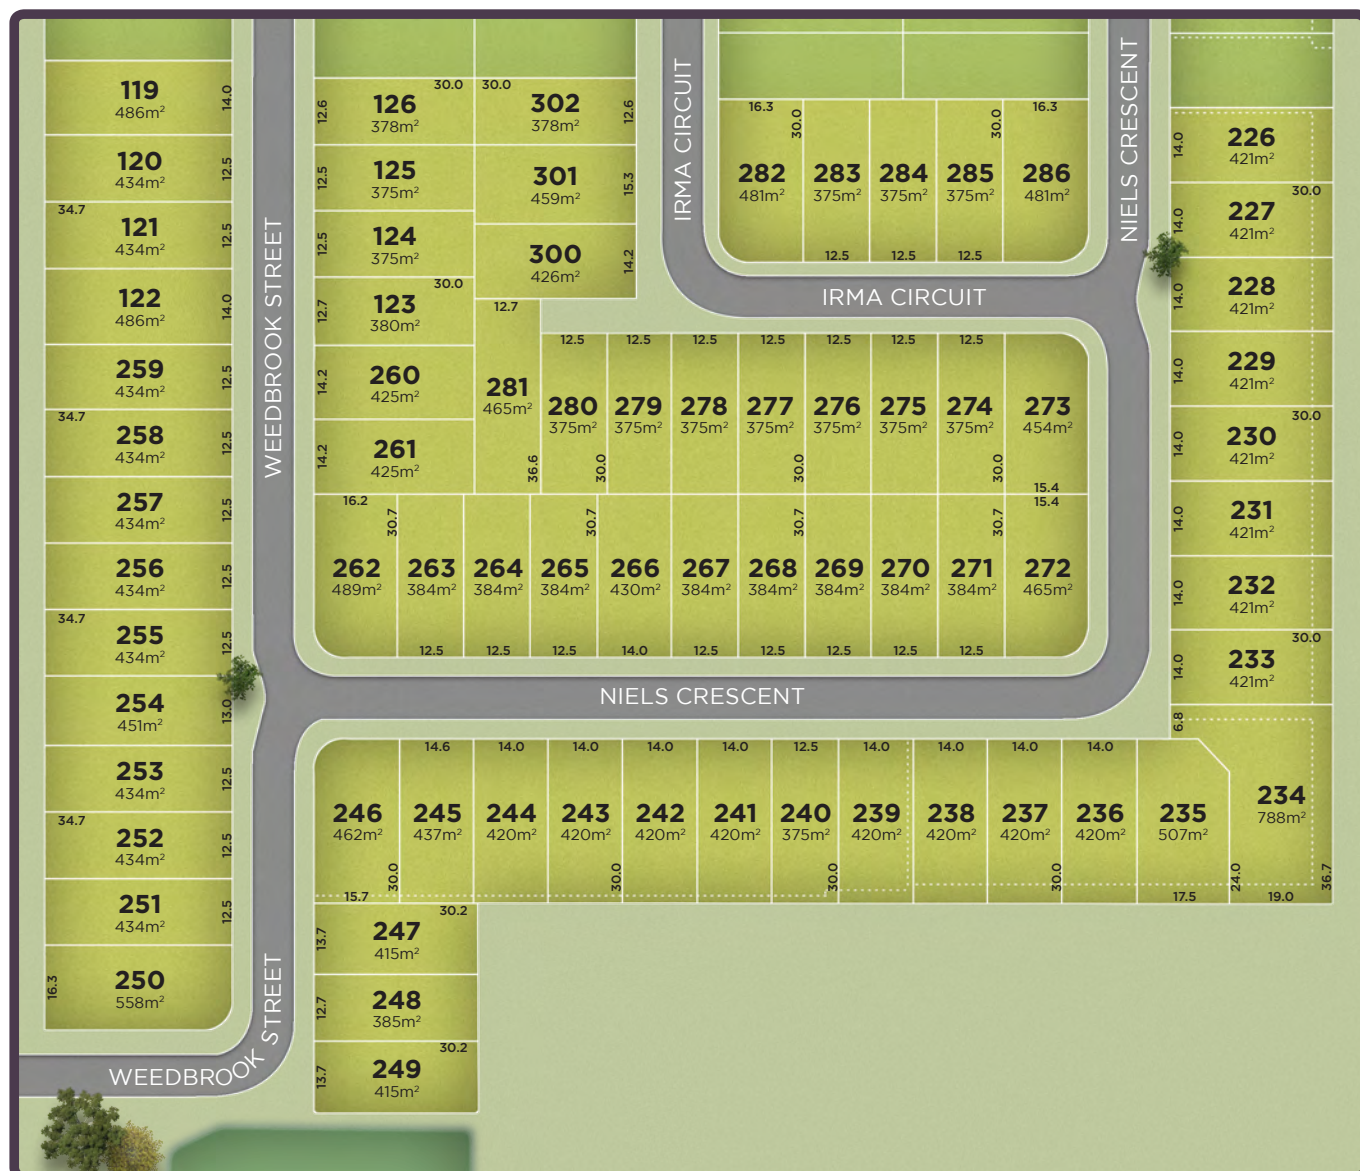 119
486m²
14.0
120
434m²
12.5
34.7
121
434m²
12.5
122
486m²
14.0
259
434m²
12.5
34.7
258
434m²
12.5
257
434m²
12.5
256
434m²
12.5
34.7
255
434m²
12.5
254
451m²
13.0
253
434m²
12.5
34.7
252
434m²
12.5
251
434m²
12.5
250
558m²
16.3
WEEDBROOK STREET
WEEDBROOK STREET
30.0
126
378m²
12.6
125
375m²
12.5
124
375m²
12.5
30.0
123
380m²
12.7
260
425m²
14.2
261
425m²
14.2
30.0
302
378m²
12.6
301
459m²
15.3
300
426m²
14.2
12.7
281
465m²
36.6
12.5
280
375m²
30.0
12.5
279
375m²
12.5
278
375m²
12.5
277
375m²
30.0
12.5
276
375m²
12.5
275
375m²
12.5
274
375m²
30.0
273
454m²
15.4
16.2
262
489m²
30.7
263
384m²
12.5
264
384m²
12.5
30.7
265
384m²
12.5
266
430m²
14.0
267
384m²
12.5
30.7
268
384m²
12.5
269
384m²
12.5
270
384m²
12.5
30.7
271
384m²
12.5
15.4
272
465m²
IRMA CIRCUIT
IRMA CIRCUIT
16.3
30.0
282
481m²
283
375m²
12.5
284
375m²
12.5
30.0
285
375m²
12.5
16.3
286
481m²
NIELS CRESCENT
NIELS CRESCENT
226
421m²
14.0
30.0
227
421m²
14.0
228
421m²
14.0
229
421m²
14.0
30.0
230
421m²
14.0
231
421m²
14.0
232
421m²
14.0
30.0
233
421m²
14.0
6.8
234
788m²
24.0
19.0
36.7
246
462m²
15.7
30.0
14.6
245
437m²
14.0
244
420m²
14.0
243
420m²
30.0
14.0
242
420m²
14.0
241
420m²
12.5
240
375m²
30.0
14.0
239
420m²
14.0
238
420m²
14.0
237
420m²
30.0
14.0
236
420m²
235
507m²
17.5
30.2
247
415m²
13.7
248
385m²
12.7
30.2
249
415m²
13.7